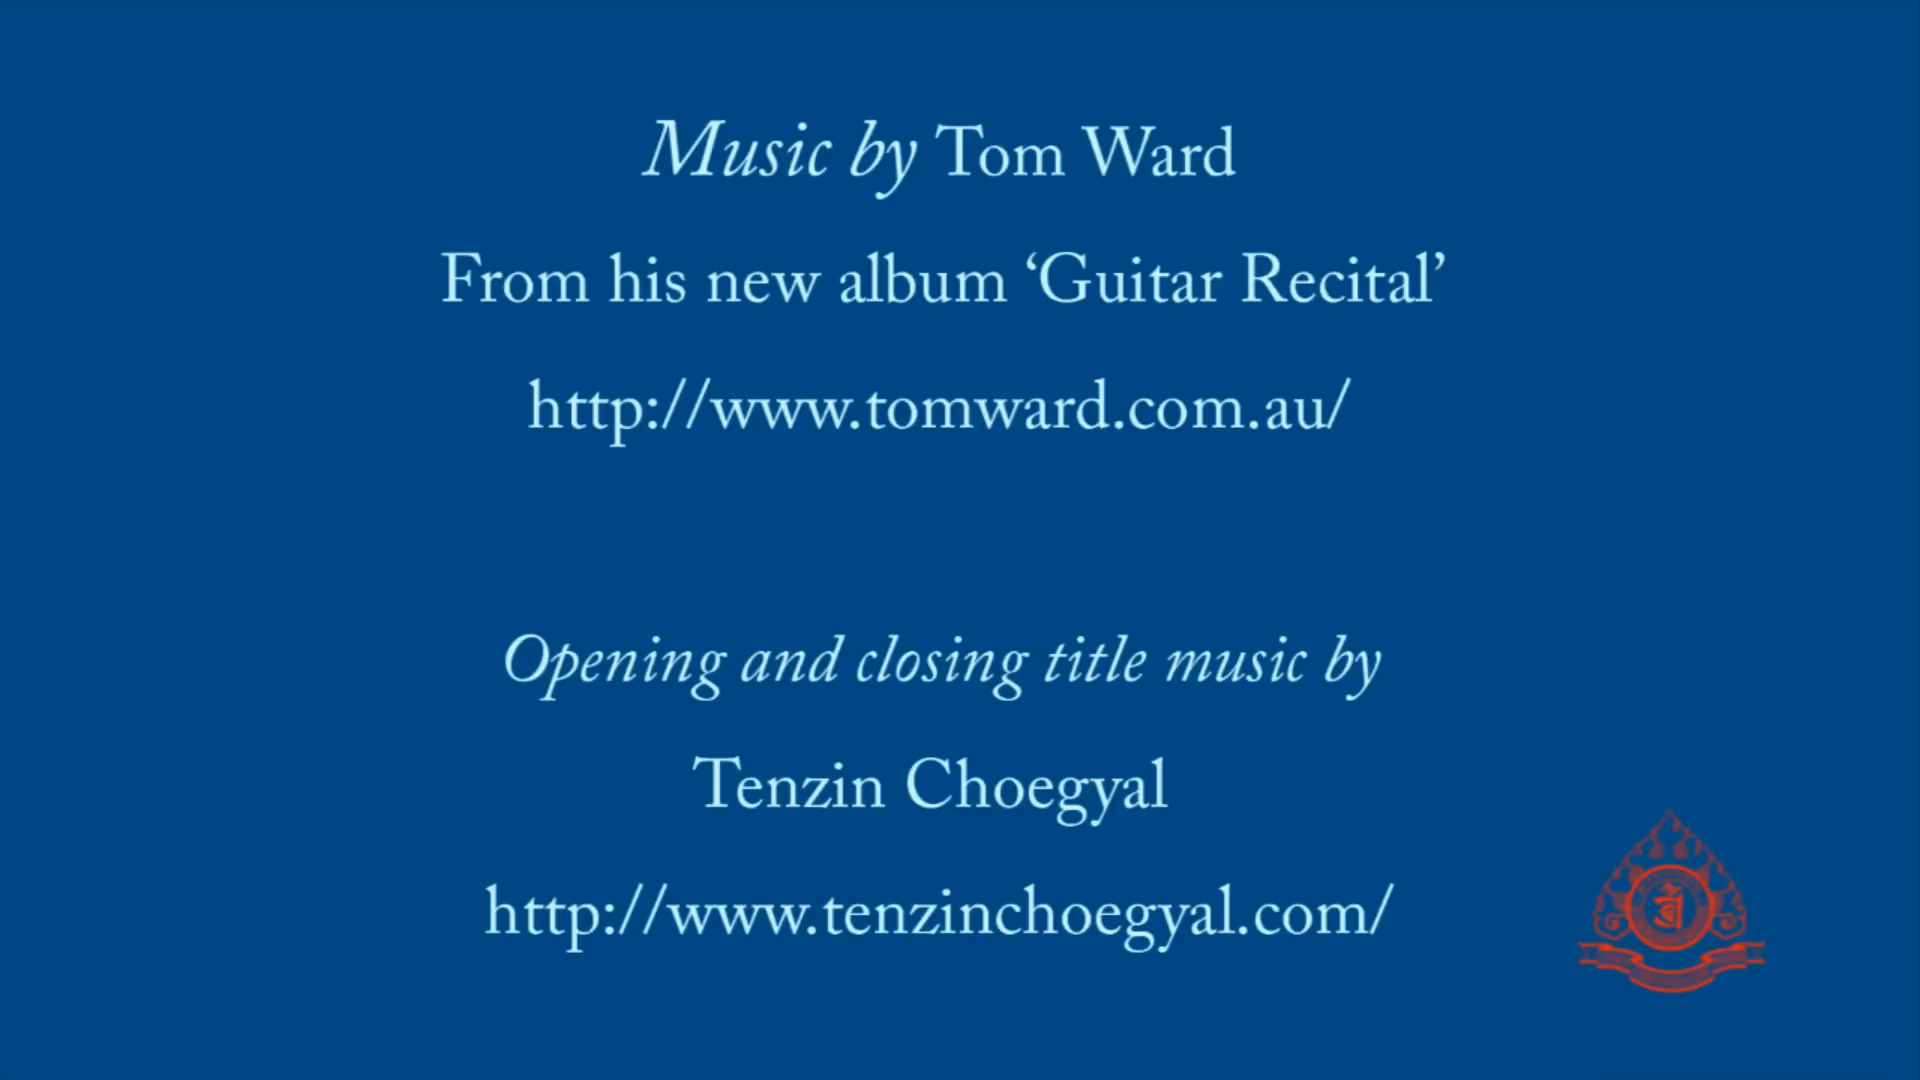 Music by Tom Ward
From his new album ‘Guitar Recital’
http://www.tomward.com.au/
Opening and closing title music by
Tenzin Choegyal
http://www.tenzinchoegyal.com/